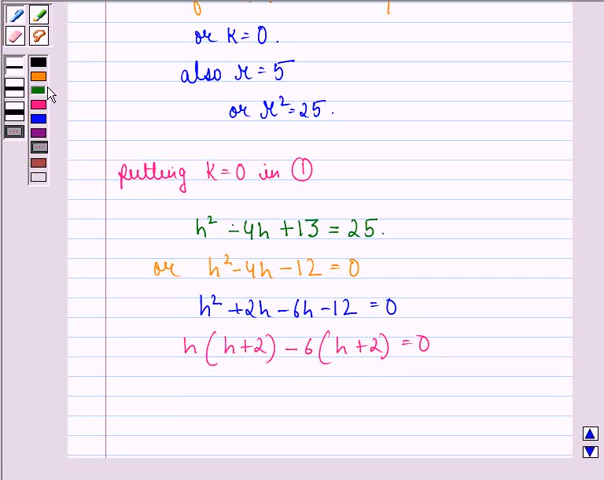 or k=0.
also r = 5
or r²=25.
putting k=0 in ①
h² -4h +13 = 25.
or h²-4h-12=0
h² +2h -6h -12 =0
h(h+2) -6(h+2) =0